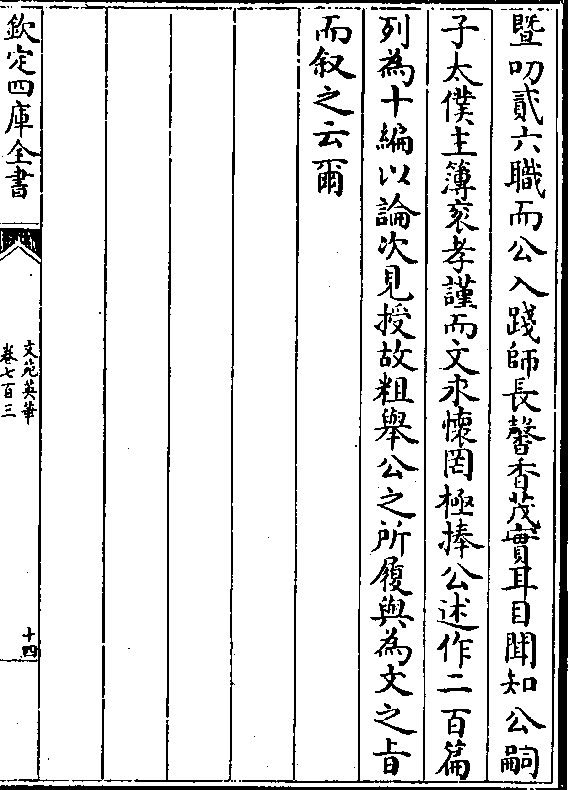 暨叨貳六職而公入踐師長馨香茂實耳目聞知公嗣
子太僕主簿衮孝謹而文永懷罔極捧公述作二百篇
列為十編以論次見授故粗舉公之所履與為文之旨
而叙之云爾
欽定四庫全書
文苑英華
卷七百三
十四